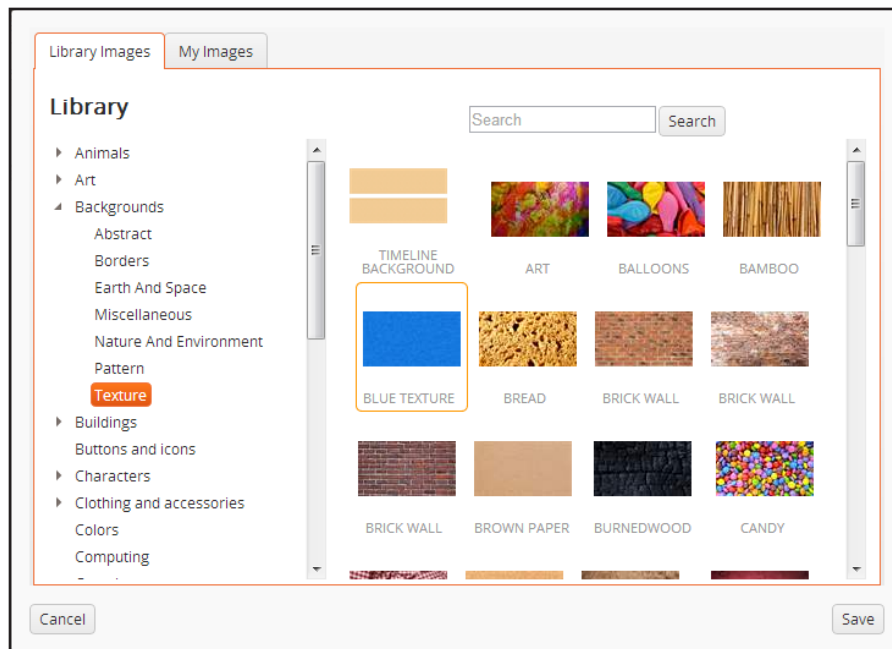 Library Images
My Images
Library
Search
Search
Animals
Art
Backgrounds
Abstract
Borders
Earth And Space
Miscellaneous
Nature And Environment
Pattern
Texture
Buildings
Buttons and icons
Characters
Clothing and accessories
Colors
Computing
TIMELINE
BACKGROUND
ART
BALLOONS
BAMBOO
BLUE TEXTURE
BREAD
BRICK WALL
BRICK WALL
BRICK WALL
BROWN PAPER
BURNEDWOOD
CANDY
Cancel
Save